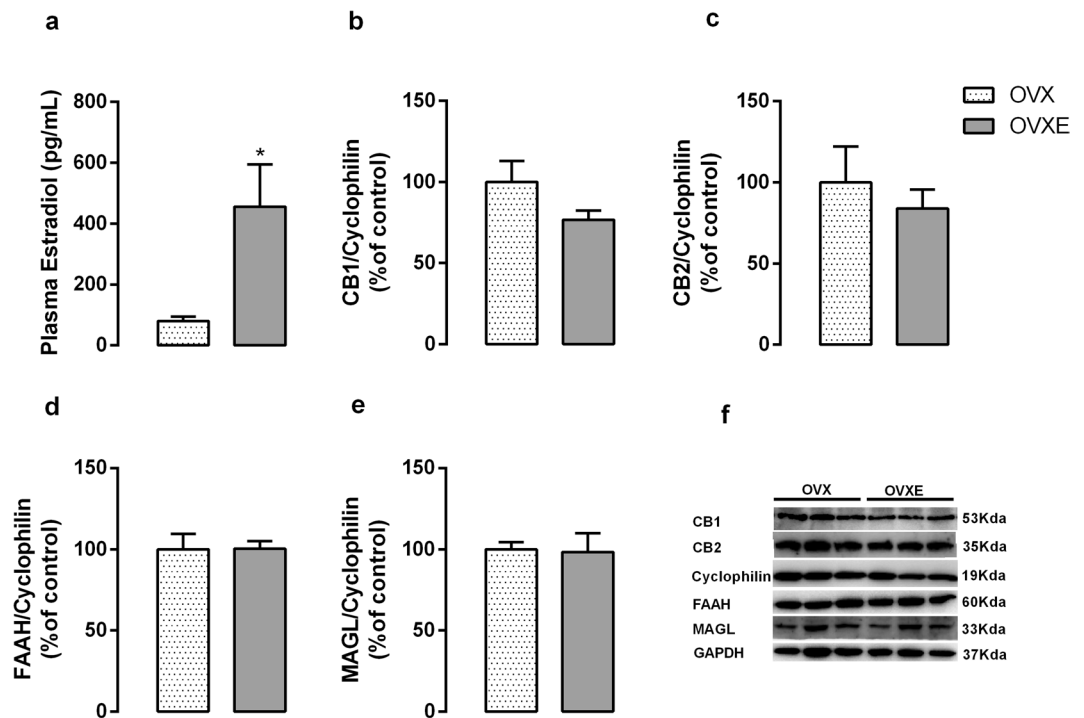 a
Plasma Estradiol (pg/mL)
800
600
400
200
0
*
b
CB1/Cyclophilin
(%of control)
150
100
50
0
c
CB2/Cyclophilin
(%of control)
150
100
50
0
OVX
OVXE
d
FAAH/Cyclophilin
(%of control)
150
100
50
0
e
MAGL/Cyclophilin
(%of control)
150
100
50
0
f
OVX OVXE
CB1 53Kda
CB2 35Kda
Cyclophilin 19Kda
FAAH 60Kda
MAGL 33Kda
GAPDH 37Kda